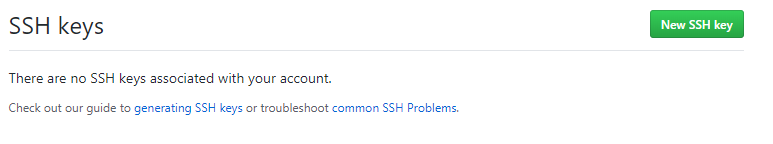 SSH keys
New SSH key
There are no SSH keys associated with your account.
Check out our guide to generating SSH keys or troubleshoot common SSH Problems.